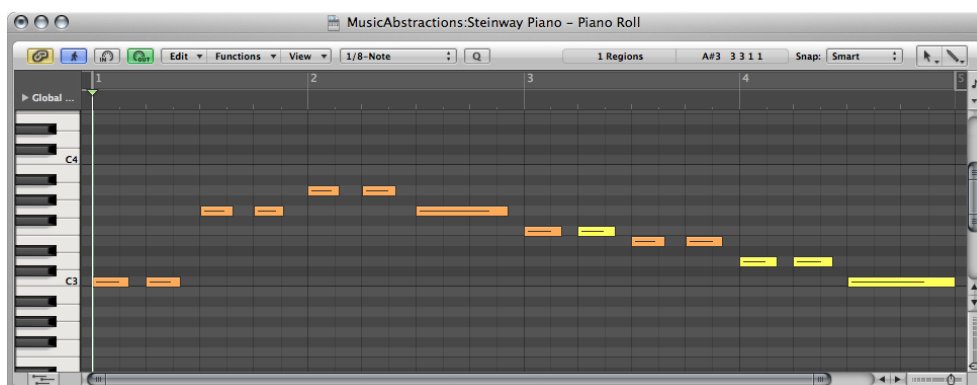 MusicAbstractions:Steinway Piano – Piano Roll
Edit Functions View 1/8-Note Q 1 Regions A#3 3 3 1 1 Snap: Smart
1 2 3 4 5
Global ...
C4
C3